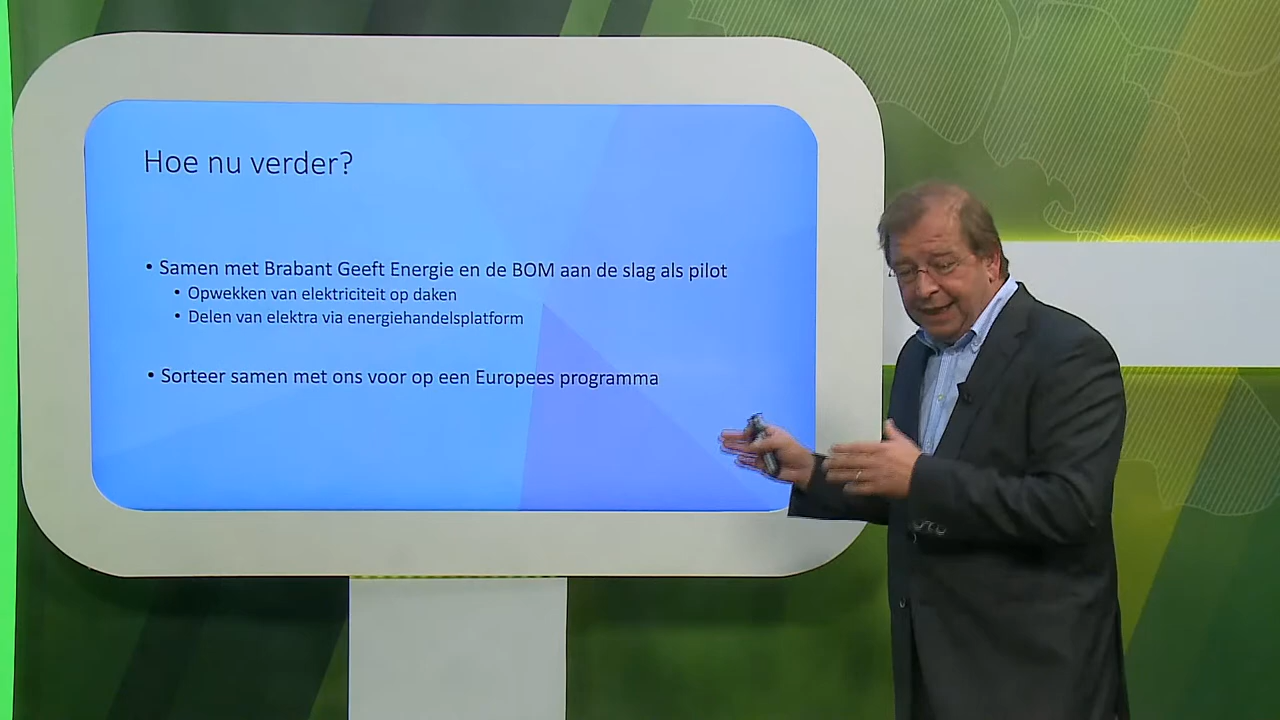 Hoe nu verder?
• Samen met Brabant Geeft Energie en de BOM aan de slag als pilot
• Opwekken van elektriciteit op daken
• Delen van elektra via energiehandelsplatform
• Sorteer samen met ons voor op een Europees programma